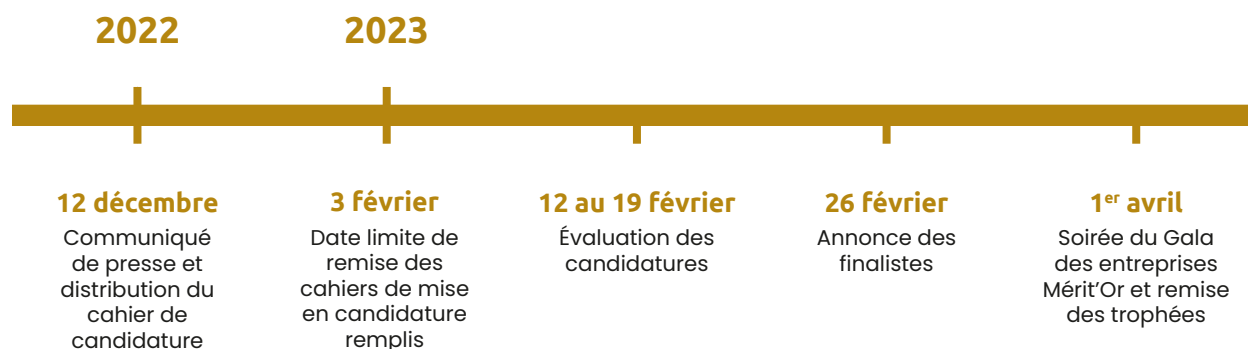 2022
2023
12 décembre
Communiqué
de presse et
distribution du
cahier de
candidature
3 février
Date limite de
remise des
cahiers de mise
en candidature
remplis
12 au 19 février
Évaluation des
candidatures
26 février
Annonce des
finalistes
1er avril
Soirée du Gala
des entreprises
Mérit'Or et remise
des trophées